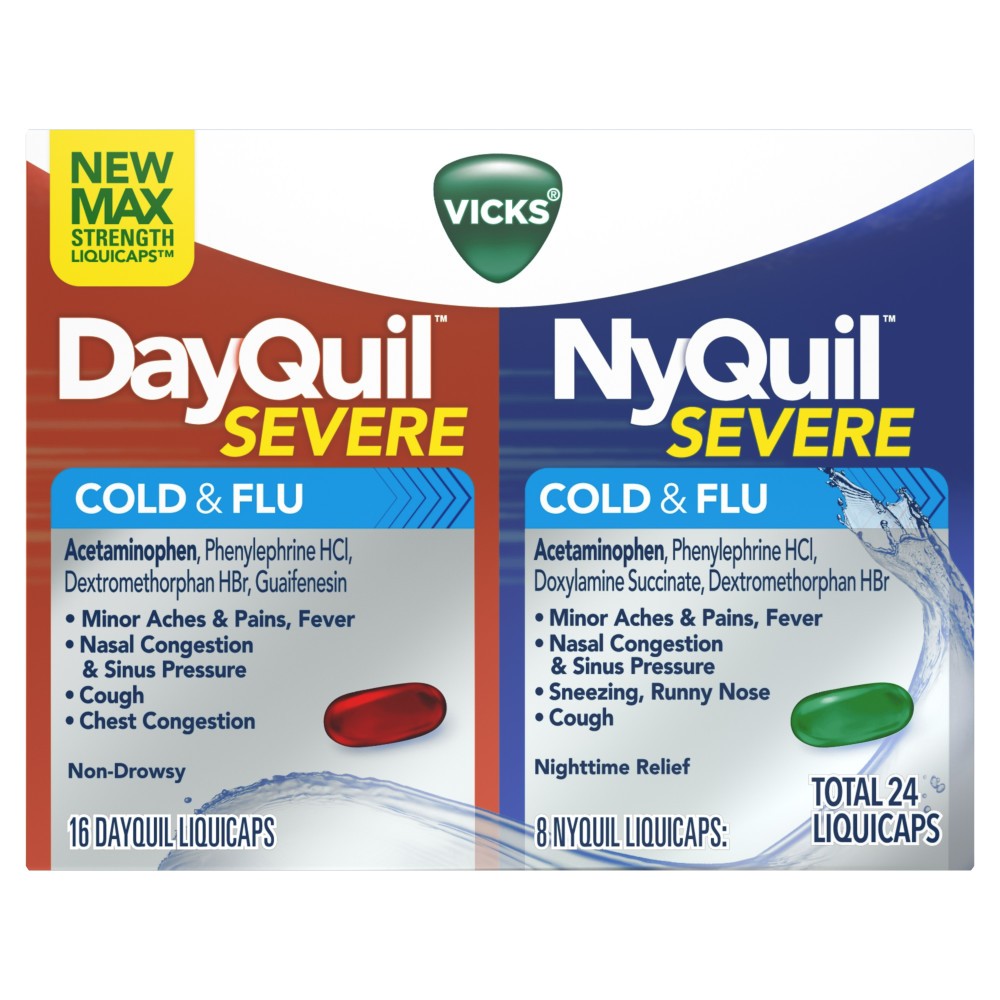 NEW
MAX
STRENGTH
LIQUICAPS™
VICKS®
DayQuil™
SEVERE
COLD & FLU
Acetaminophen, Phenylephrine HCl,
Dextromethorphan HBr, Guaifenesin
• Minor Aches & Pains, Fever
• Nasal Congestion
& Sinus Pressure
• Cough
• Chest Congestion
Non-Drowsy
16 DAYQUIL LIQUICAPS
NyQuil™
SEVERE
COLD & FLU
Acetaminophen, Phenylephrine HCl,
Doxylamine Succinate, Dextromethorphan HBr
• Minor Aches & Pains, Fever
• Nasal Congestion
& Sinus Pressure
• Sneezing, Runny Nose
• Cough
Nighttime Relief
8 NYQUIL LIQUICAPS:
TOTAL 24
LIQUICAPS